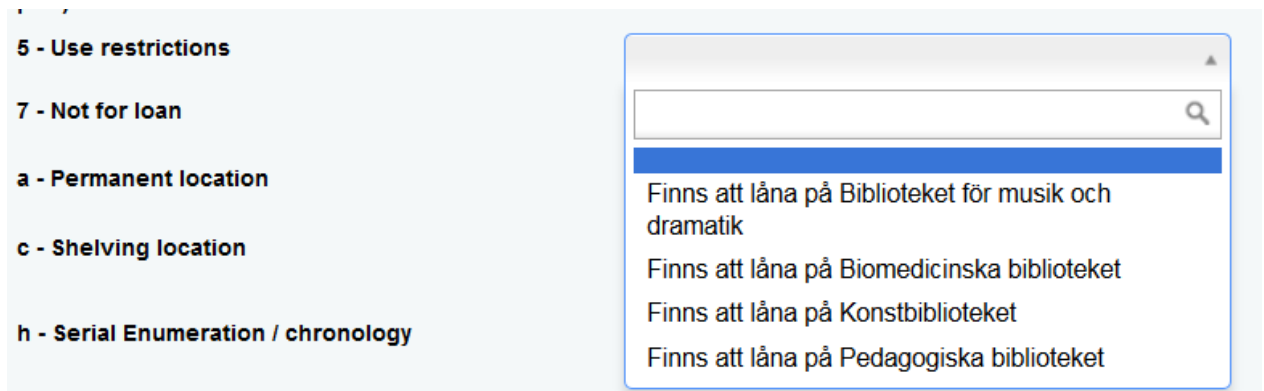 5 - Use restrictions
7 - Not for loan
a - Permanent location
c - Shelving location
h - Serial Enumeration / chronology
Finns att låna på Biblioteket för musik och
dramatik
Finns att låna på Biomedicinska biblioteket
Finns att låna på Konstbiblioteket
Finns att låna på Pedagogiska biblioteket